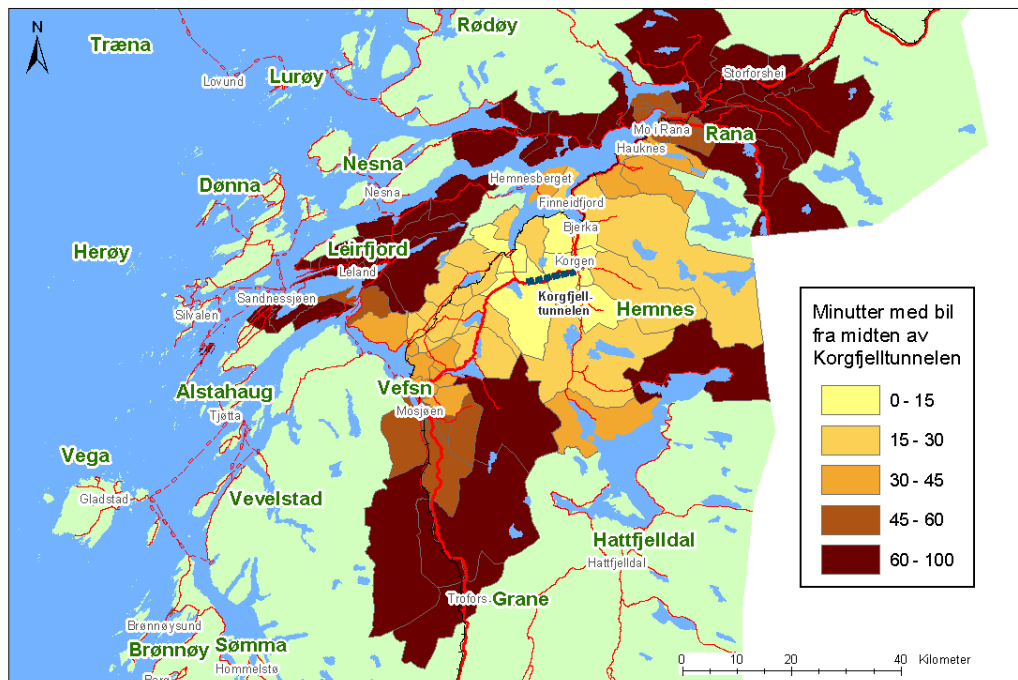 N
Træna
Rødøy
Lovund
Lurøy
Storforshei
Mo i Rana
Rana
Hauknes
Nesna
Nesna
Hemnesberget
Dønna
Finneidfjord
Bjerka
Herøy
Leirfjord
Leland
Korgen
Sandnessjøen
Silvalen
Korgfjell-
tunnelen
Hemnes
Minutter med bil
fra midten av
Korgfjelltunnelen
0 - 15
15 - 30
30 - 45
45 - 60
60 - 100
Alstahaug
Tjøtta
Vefsn
Mosjøen
Vega
Gladstad
Vevelstad
Hattfjelldal
Hattfjelldal
Trofors
Grane
Brønnøysund
Brønnøy
Sømma
Hommelstø
0 10 20 40 Kilometer